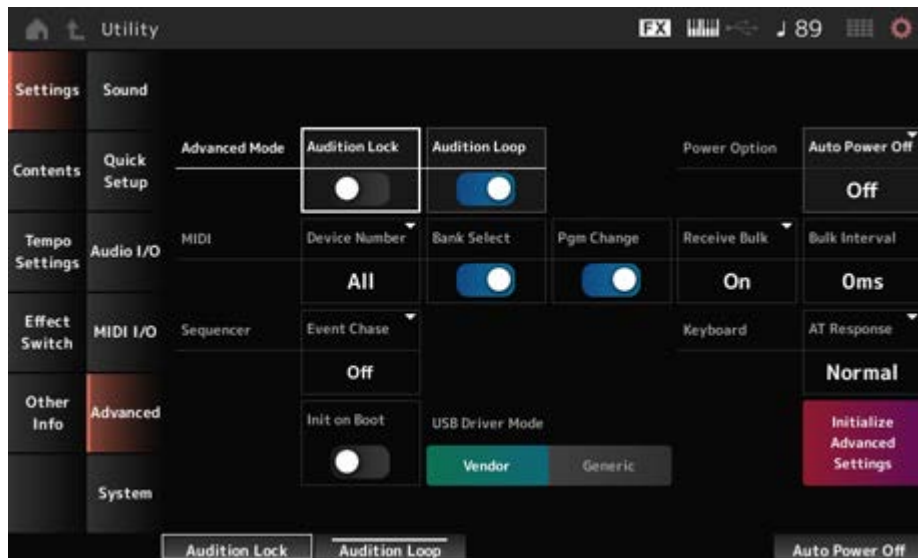 Utility
FX
89
Settings
Sound
Contents
Quick
Setup
Tempo
Settings
Audio I/O
Effect
Switch
MIDI I/O
Other
Info
Advanced
System
Advanced Mode
Audition Lock
Audition Loop
Power Option
Auto Power Off
Off
MIDI
Device Number
Bank Select
Pgm Change
Receive Bulk
Bulk Interval
All
On
0ms
Sequencer
Event Chase
Keyboard
AT Response
Off
Normal
Init on Boot
USB Driver Mode
Vendor
Generic
Initialize
Advanced
Settings
Audition Lock
Audition Loop
Auto Power Off